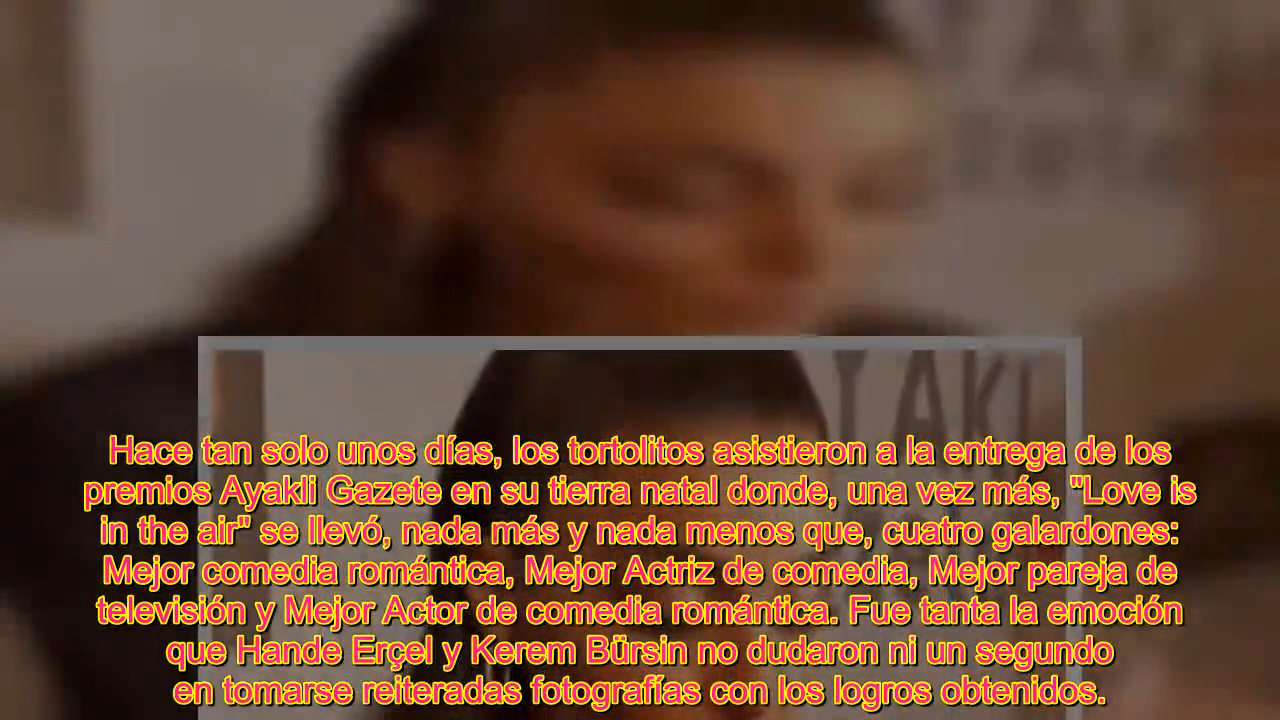 Y AKL
Hace tan solo unos días, los tortolitos asistieron a la entrega de los
premios Ayakli Gazete en su tierra natal donde, una vez más, "Love is
in the air" se llevó, nada más y nada menos que, cuatro galardones:
Mejor comedia romántica, Mejor Actriz de comedia, Mejor pareja de
televisión y Mejor Actor de comedia romántica. Fue tanta la emoción
que Hande Erçel y Kerem Bürsin no dudaron ni un segundo
en tomarse reiteradas fotografías con los logros obtenidos.